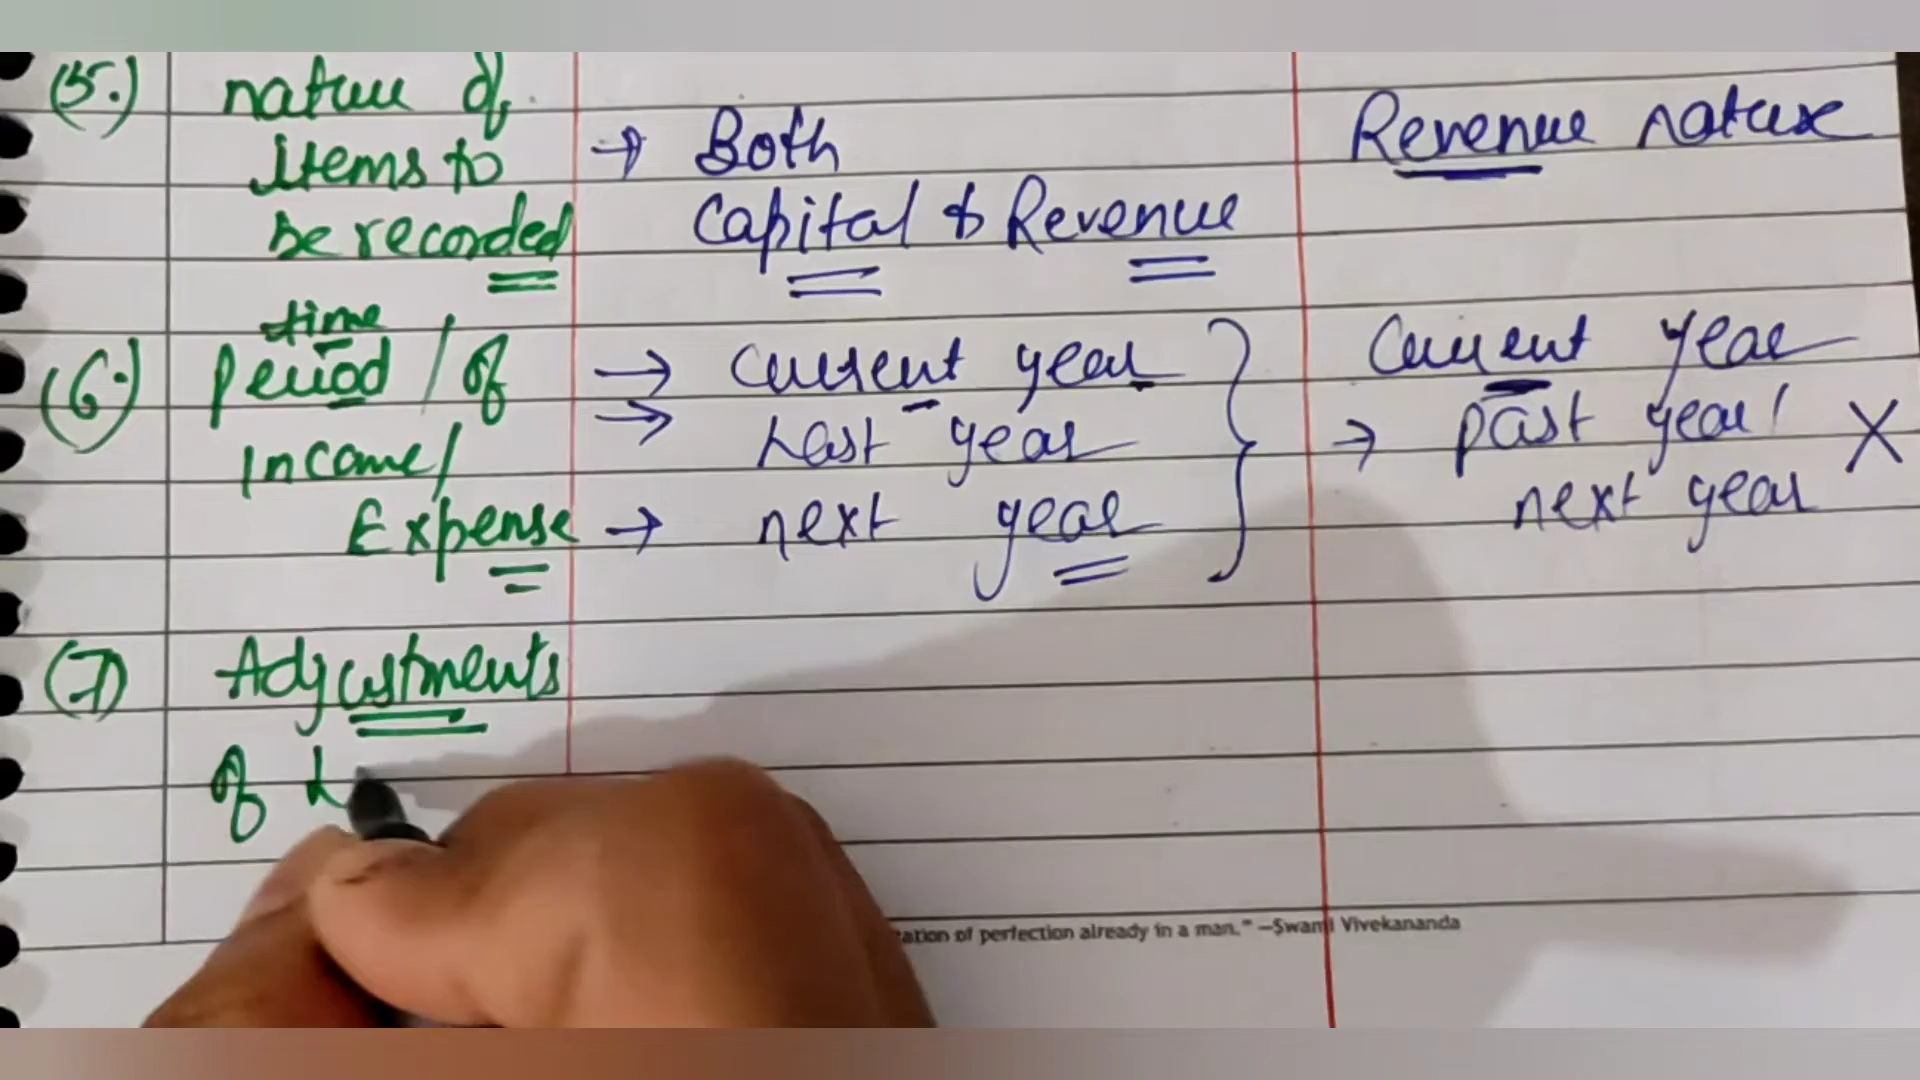 (5.) nature of
items to
be recorded
→ Both
Capital & Revenue
Revenue nature
(6.) time
Period / of
Income/
Expense
→ Current year
→ Last year
→ next year
Current year
→ past year/
next year X
(7) Adjustments
of
ation of perfection already in a man." —Swami Vivekananda